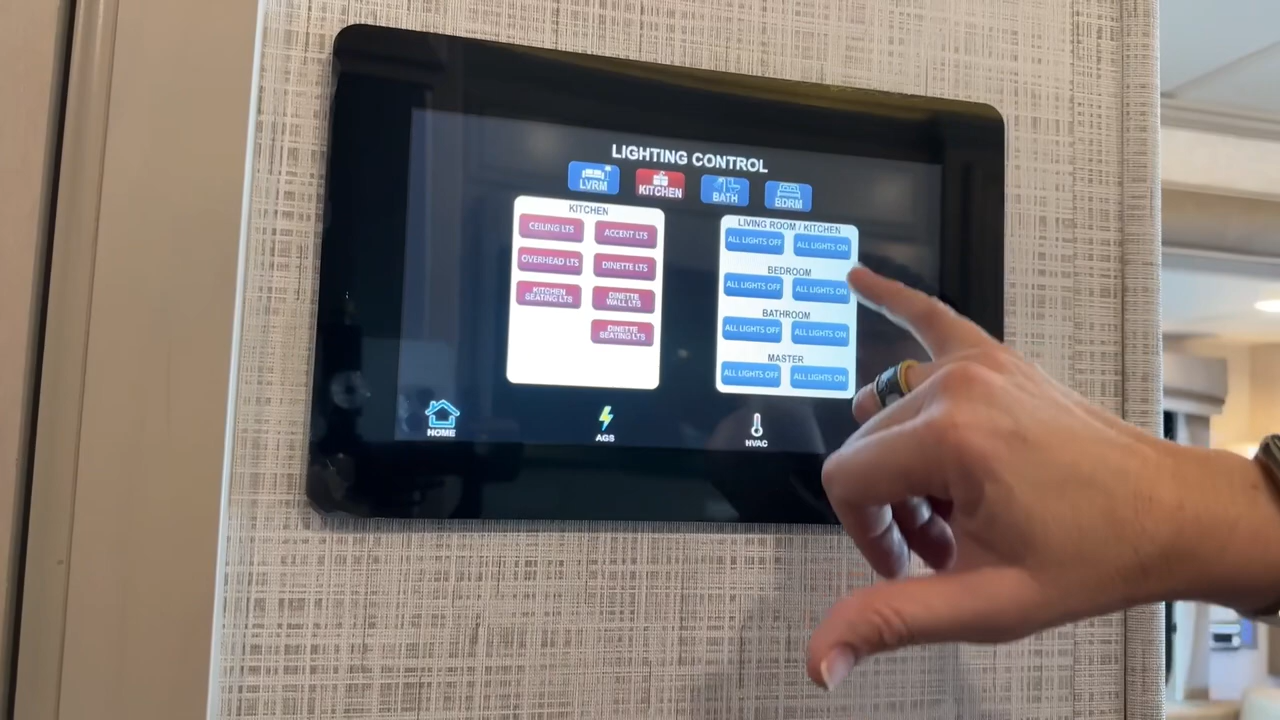 LIGHTING CONTROL
LVRM
KITCHEN
BATH
BDRM
KITCHEN
CEILING LTS
ACCENT LTS
OVERHEAD LTS
DINETTE LTS
KITCHEN
SEATING LTS
DINETTE
WALL LTS
DINETTE
SEATING LTS
LIVING ROOM / KITCHEN
ALL LIGHTS OFF
ALL LIGHTS ON
BEDROOM
ALL LIGHTS OFF
ALL LIGHTS ON
BATHROOM
ALL LIGHTS OFF
ALL LIGHTS ON
MASTER
ALL LIGHTS OFF
ALL LIGHTS ON
HOME
AGS
HVAC